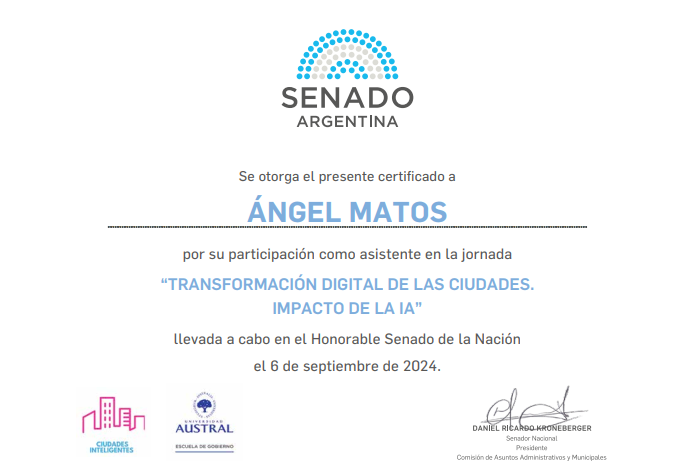 SENADO
ARGENTINA
Se otorga el presente certificado a
ÁNGEL MATOS
por su participación como asistente en la jornada
“TRANSFORMACIÓN DIGITAL DE LAS CIUDADES.
IMPACTO DE LA IA”
llevada a cabo en el Honorable Senado de la Nación
el 6 de septiembre de 2024.
CIUDADES
INTELIGENTES
UNIVERSIDAD
AUSTRAL
ESCUELA DE GOBIERNO
DANIEL RICARDO KRONEBERGER
Senador Nacional
Presidente
Comisión de Asuntos Administrativos y Municipales